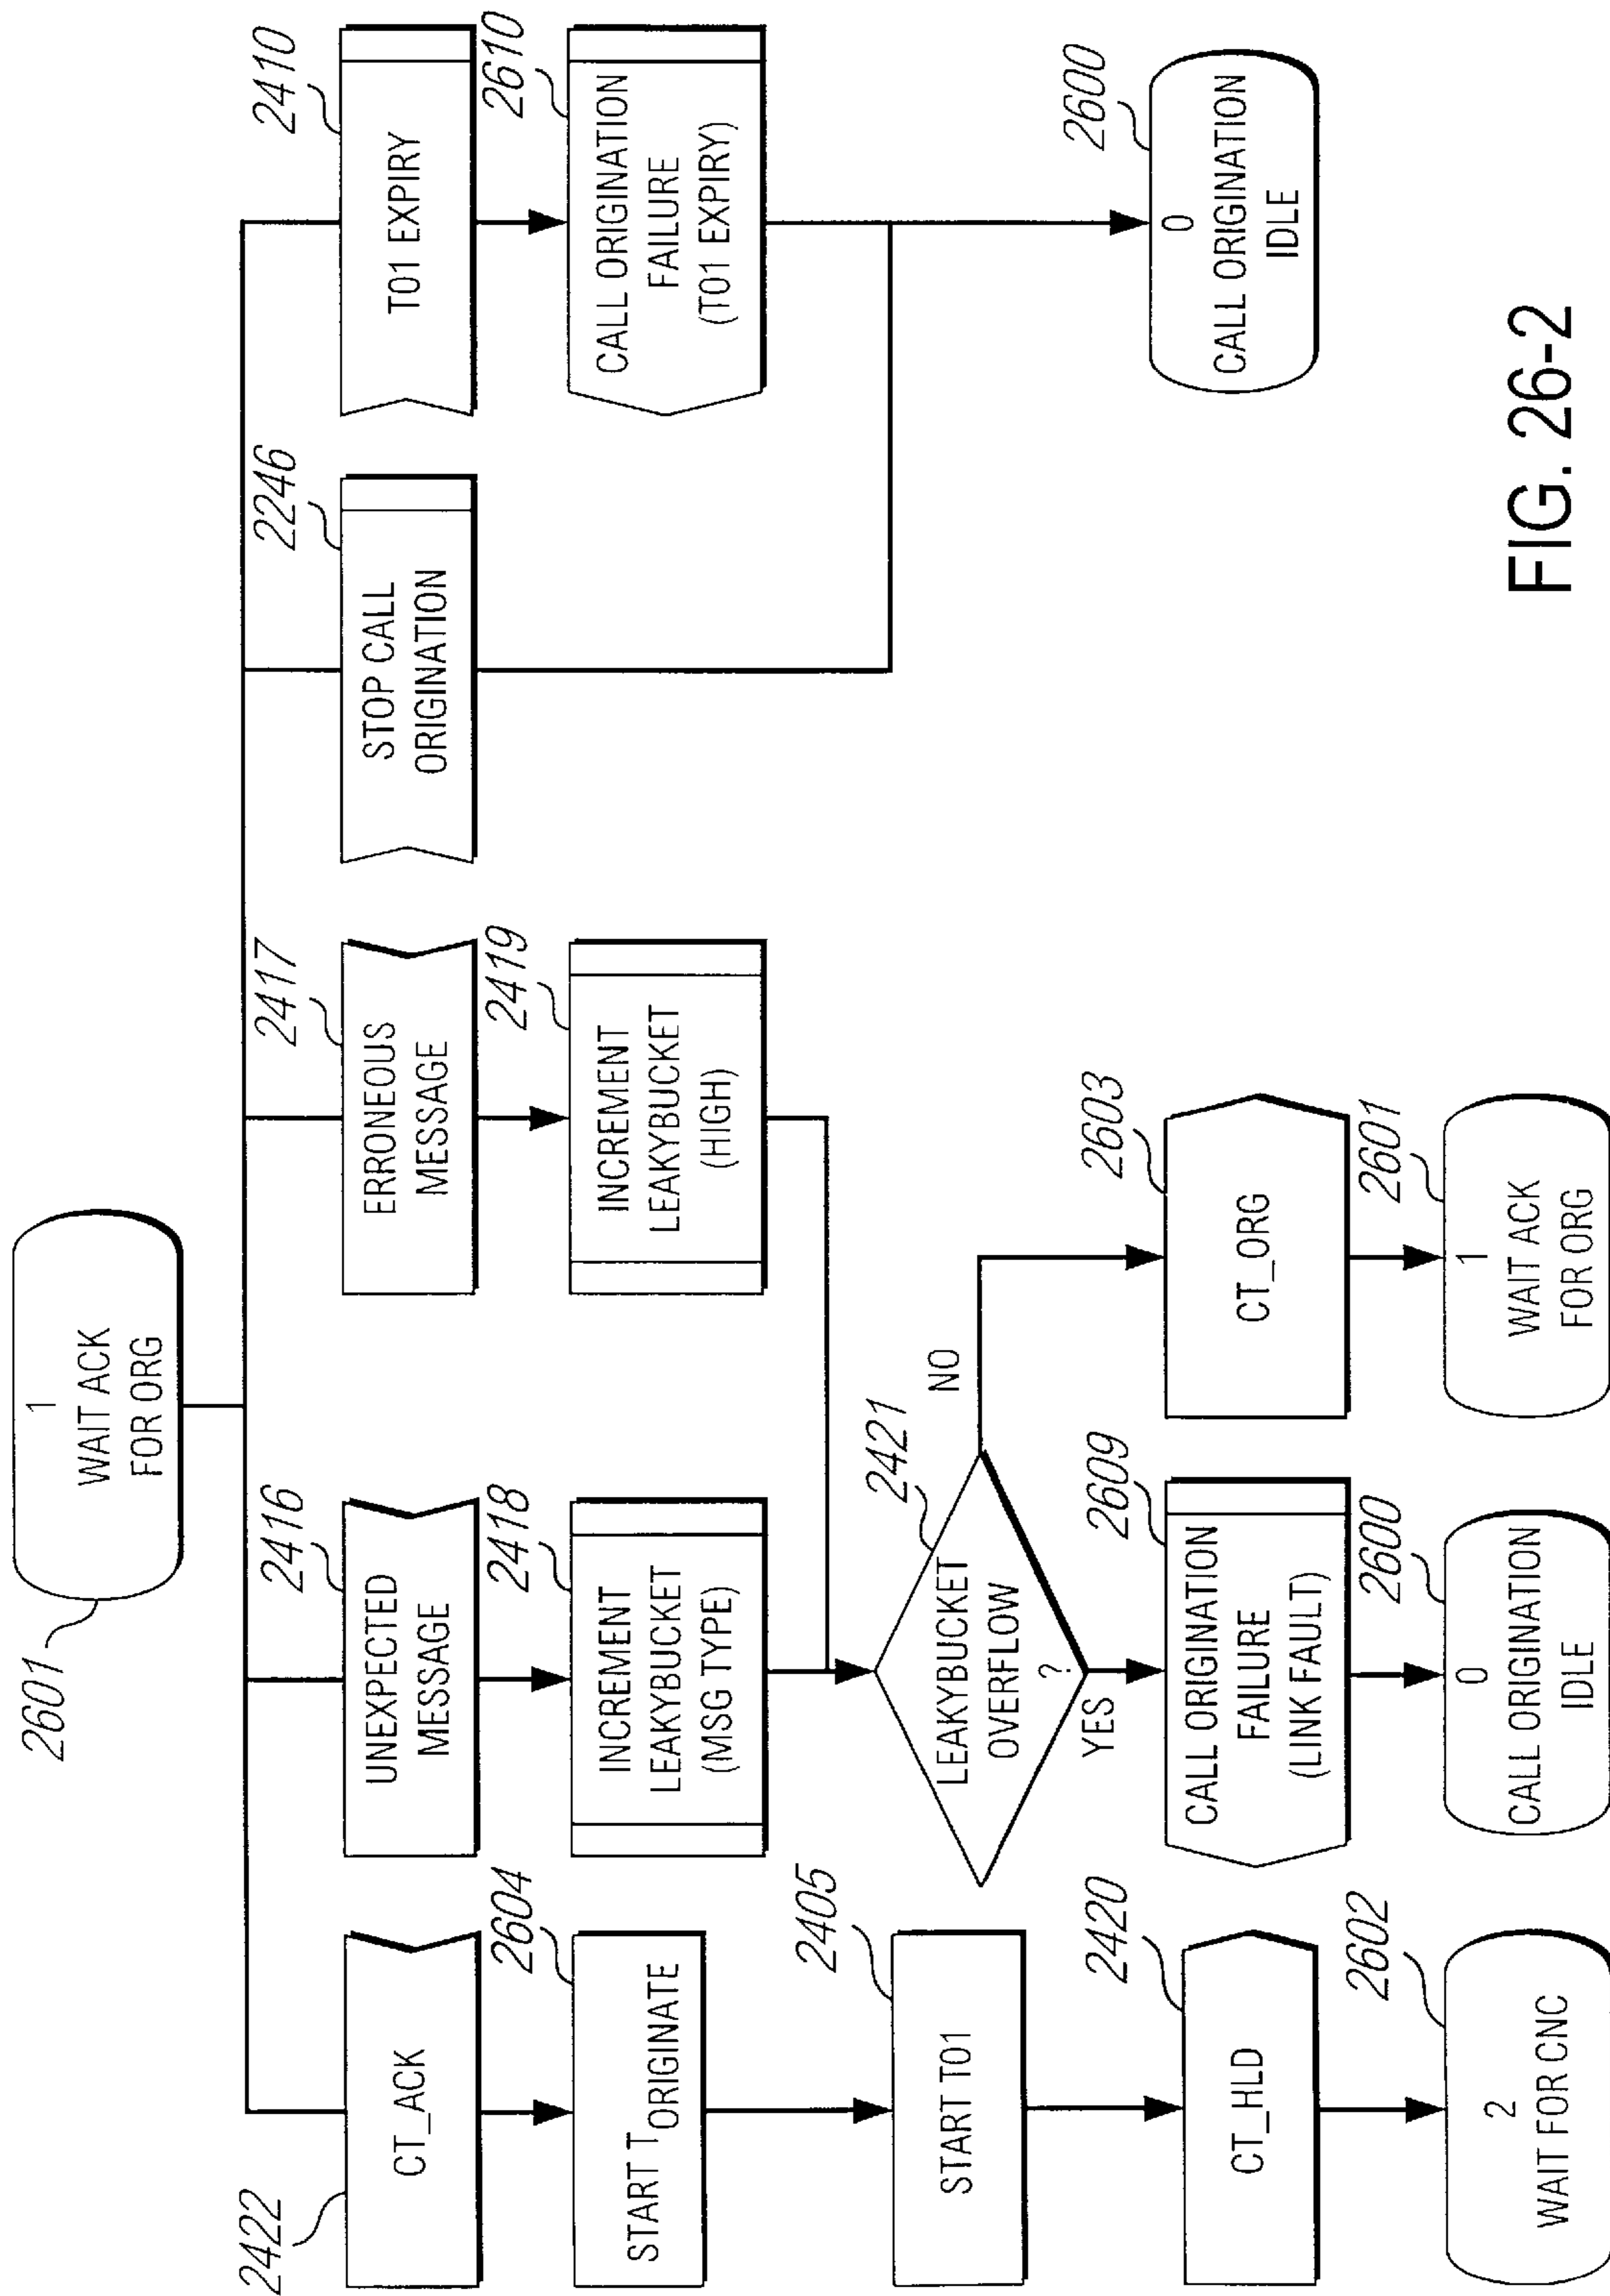 2601
1
WAIT ACK
FOR ORG
2422
CT_ACK
2416
UNEXPECTED
MESSAGE
2417
ERRONEOUS
MESSAGE
2246
STOP CALL
ORIGINATION
2410
T01 EXPIRY
2604
START TORIGINATE
2418
INCREMENT
LEAKYBUCKET
(MSG TYPE)
2419
INCREMENT
LEAKYBUCKET
(HIGH)
2610
CALL ORIGINATION
FAILURE
(T01 EXPIRY)
2405
START T01
2421
LEAKYBUCKET
OVERFLOW
?
NO
YES
2420
CT_HLD
2609
CALL ORIGINATION
FAILURE
(LINK FAULT)
2603
CT_ORG
2600
0
CALL ORIGINATION
IDLE
2602
2
WAIT FOR CNC
2600
0
CALL ORIGINATION
IDLE
2601
1
WAIT ACK
FOR ORG
FIG. 26-2